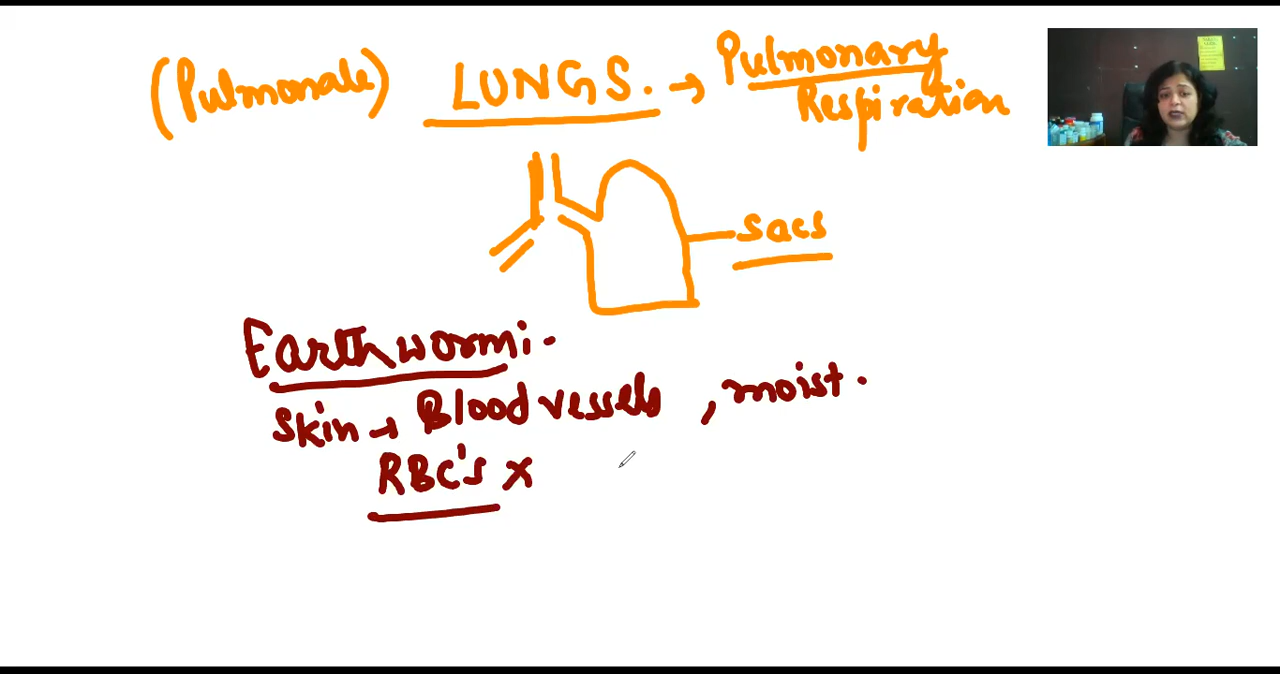 (Pulmonale) LUNGS. → Pulmonary
Respiration
sacs
Earthworm:-
Skin → Blood vessels , moist.
RBC's ×